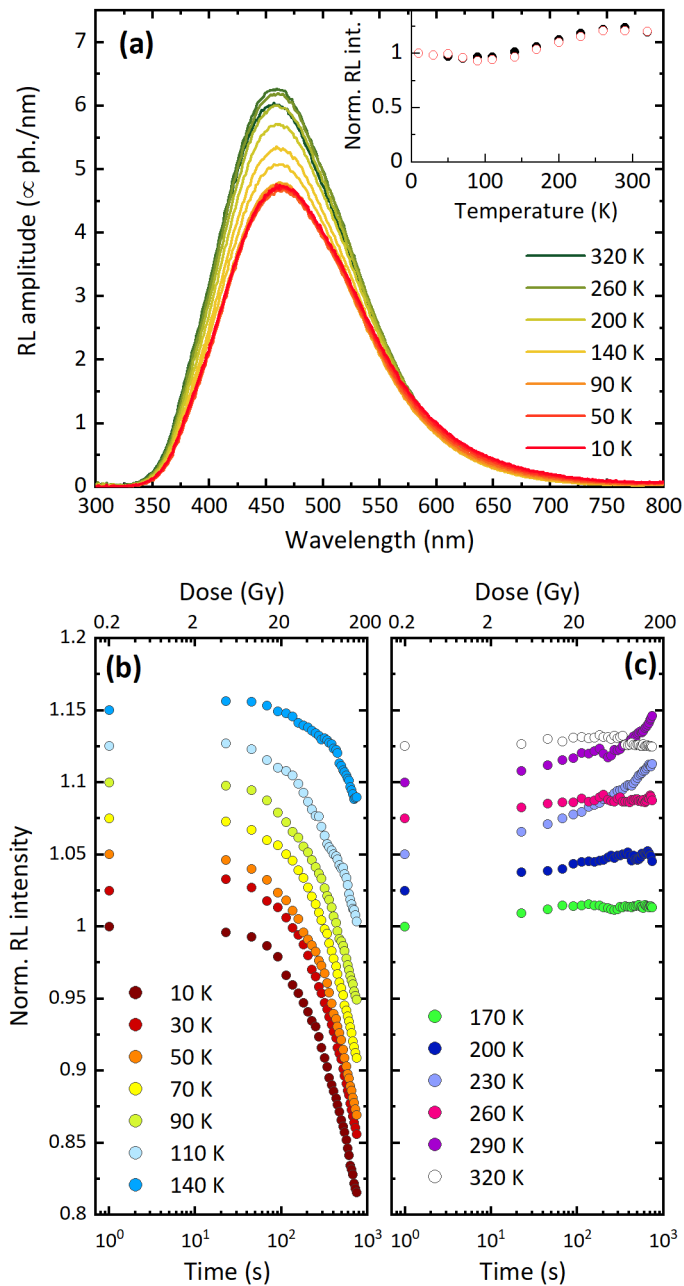 (a)
RL amplitude (∝ ph./nm)
6
5
4
3
2
1
0
300 350 400 450 500 550 600 650 700 750 800
Wavelength (nm)
Norm. RL int.
1
0.5
0 100 200 300
Temperature (K)
320 K
260 K
200 K
140 K
90 K
50 K
10 K
Dose (Gy) Dose (Gy)
0.2 2 4 20 200 0.2 2 4 20 200
(b) (c)
Norm. RL intensity
1.2
1.15
1.1
1.05
1
0.95
0.9
0.85
0.8
10 K
30 K
50 K
70 K
90 K
110 K
140 K
170 K
200 K
230 K
260 K
290 K
320 K
10⁰ 10¹ 10² 10³ 10⁰ 10¹ 10² 10³
Time (s) Time (s)